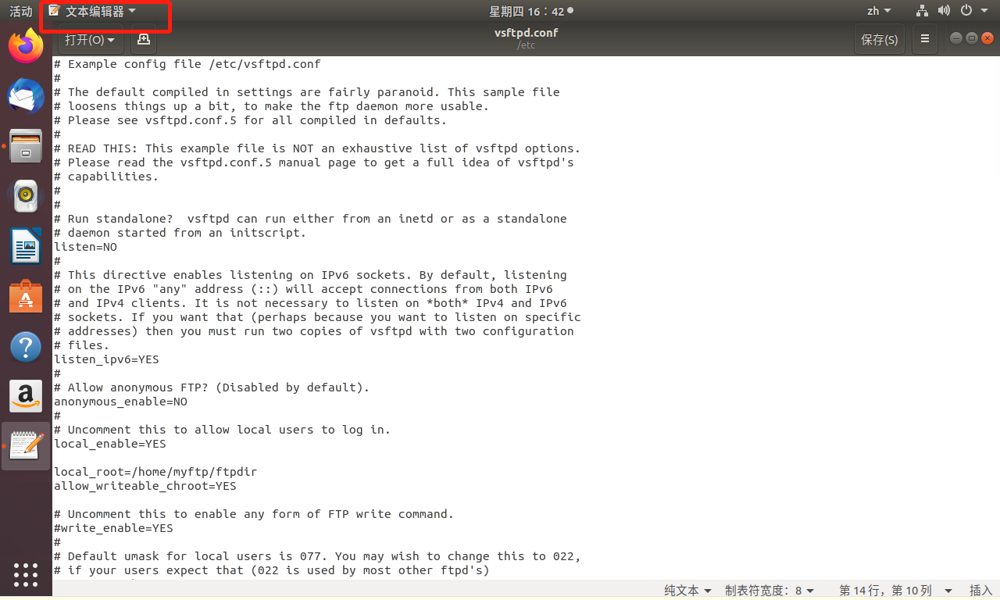 活动
文本编辑器
星期四 16：42
zh
打开(O)
vsftpd.conf
/etc
保存(S)
# Example config file /etc/vsftpd.conf
#
# The default compiled in settings are fairly paranoid. This sample file
# loosens things up a bit, to make the ftp daemon more usable.
# Please see vsftpd.conf.5 for all compiled in defaults.
#
# READ THIS: This example file is NOT an exhaustive list of vsftpd options.
# Please read the vsftpd.conf.5 manual page to get a full idea of vsftpd's
# capabilities.
#
#
# Run standalone?  vsftpd can run either from an inetd or as a standalone
# daemon started from an initscript.
listen=NO
#
# This directive enables listening on IPv6 sockets. By default, listening
# on the IPv6 "any" address (::) will accept connections from both IPv6
# and IPv4 clients. It is not necessary to listen on *both* IPv4 and IPv6
# sockets. If you want that (perhaps because you want to listen on specific
# addresses) then you must run two copies of vsftpd with two configuration
# files.
listen_ipv6=YES
#
# Allow anonymous FTP? (Disabled by default).
anonymous_enable=NO
#
# Uncomment this to allow local users to log in.
local_enable=YES
local_root=/home/myftp/ftpdir
allow_writeable_chroot=YES
# Uncomment this to enable any form of FTP write command.
#write_enable=YES
#
# Default umask for local users is 077. You may wish to change this to 022,
# if your users expect that (022 is used by most other ftpd's)
纯文本
制表符宽度：8
第 14 行，第 10 列
插入